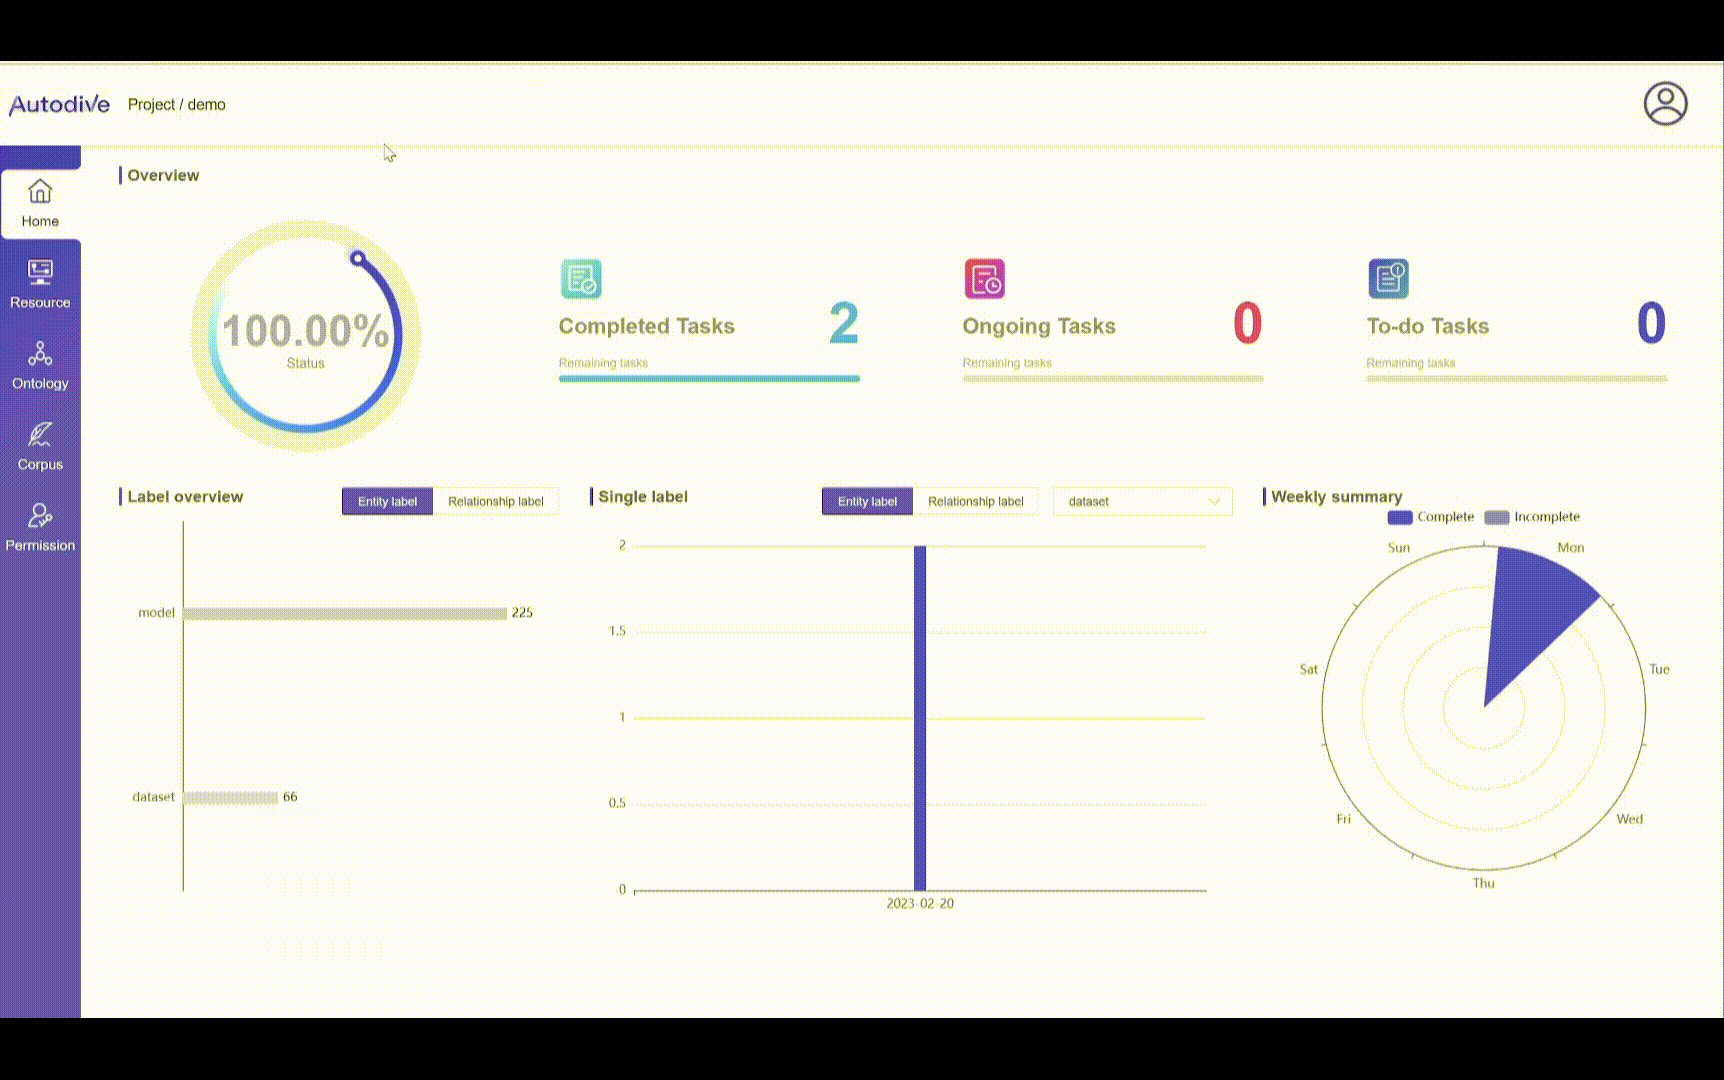 Autodive
Project / demo
Home
Resource
Ontology
Corpus
Permission
Overview
100.00%
Status
Completed Tasks 2
Remaining tasks
Ongoing Tasks 0
Remaining tasks
To-do Tasks 0
Remaining tasks
Label overview
Entity label Relationship label
model 225
dataset 66
Single label
Entity label Relationship label dataset
2
1.5
1
0.5
0
2023-02-20
Weekly summary
Complete Incomplete
Sun Mon
Sat Tue
Fri Wed
Thu